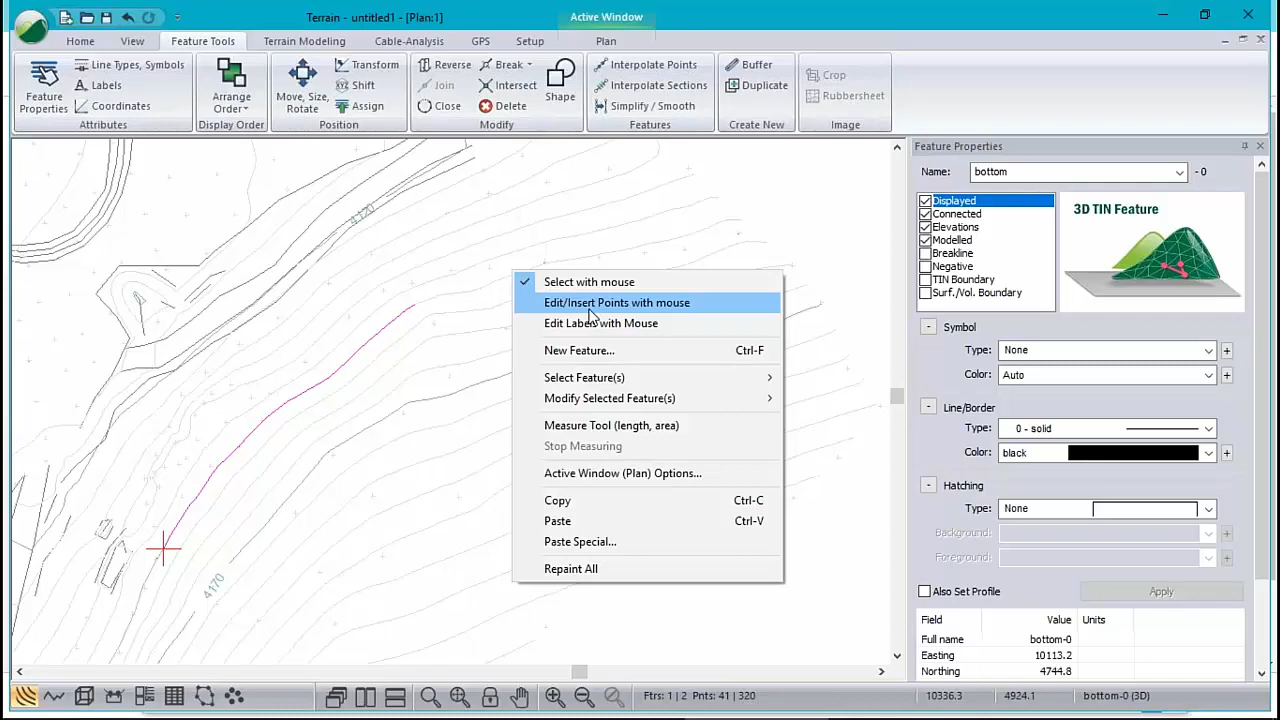 Terrain - untitled1 - [Plan:1]
Active Window
Home
View
Feature Tools
Terrain Modeling
Cable-Analysis
GPS
Setup
Plan
Feature Properties
Line Types, Symbols
Labels
Coordinates
Attributes
Arrange Order
Display Order
Move, Size, Rotate
Transform
Shift
Assign
Position
Reverse
Join
Close
Break
Intersect
Delete
Shape
Modify
Interpolate Points
Interpolate Sections
Simplify / Smooth
Features
Buffer
Duplicate
Create New
Crop
Rubbersheet
Image
4120
4170
Select with mouse
Edit/Insert Points with mouse
Edit Labels with Mouse
New Feature... Ctrl-F
Select Feature(s)
Modify Selected Feature(s)
Measure Tool (length, area)
Stop Measuring
Active Window (Plan) Options...
Copy Ctrl-C
Paste Ctrl-V
Paste Special...
Repaint All
Feature Properties
Name: bottom - 0
Displayed
Connected
Elevations
Modelled
Breakline
Negative
TIN Boundary
Surf./Vol. Boundary
3D TIN Feature
Symbol
Type: None
Color: Auto
Line/Border
Type: 0 - solid
Color: black
Hatching
Type: None
Background:
Foreground:
Also Set Profile
Apply
Field Value Units
Full name bottom-0
Easting 10113.2
Northing 4744.8
Ftrs: 1 | 2 Pnts: 41 | 320
10336.3
4924.1
bottom-0 (3D)